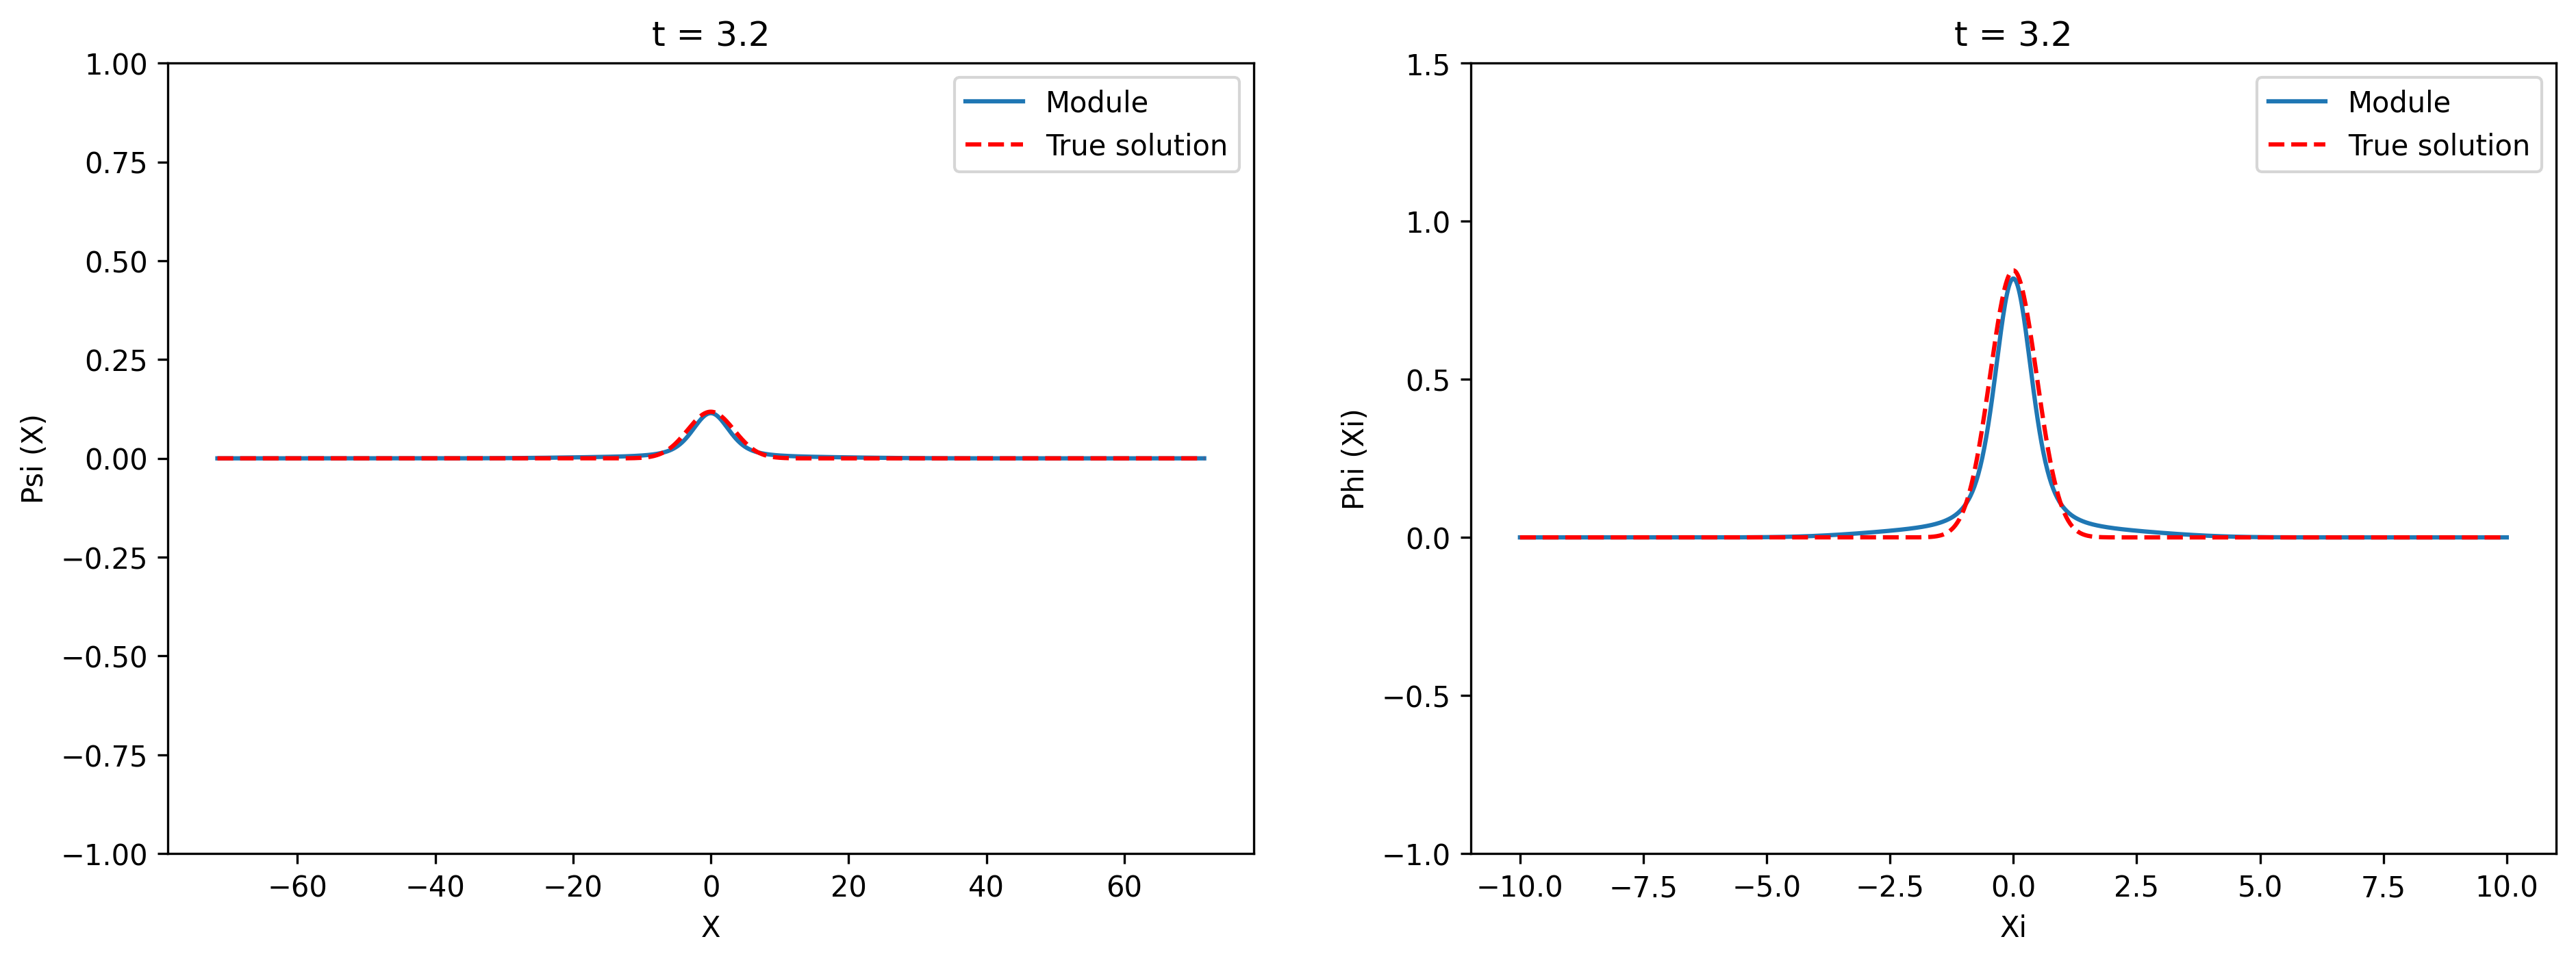 t = 3.2
1.00
0.75
0.50
0.25
0.00
−0.25
−0.50
−0.75
−1.00
Psi (X)
−60 −40 −20 0 20 40 60
X
Module
True solution
t = 3.2
1.5
1.0
0.5
0.0
−0.5
−1.0
Phi (Xi)
−10.0 −7.5 −5.0 −2.5 0.0 2.5 5.0 7.5 10.0
Xi
Module
True solution